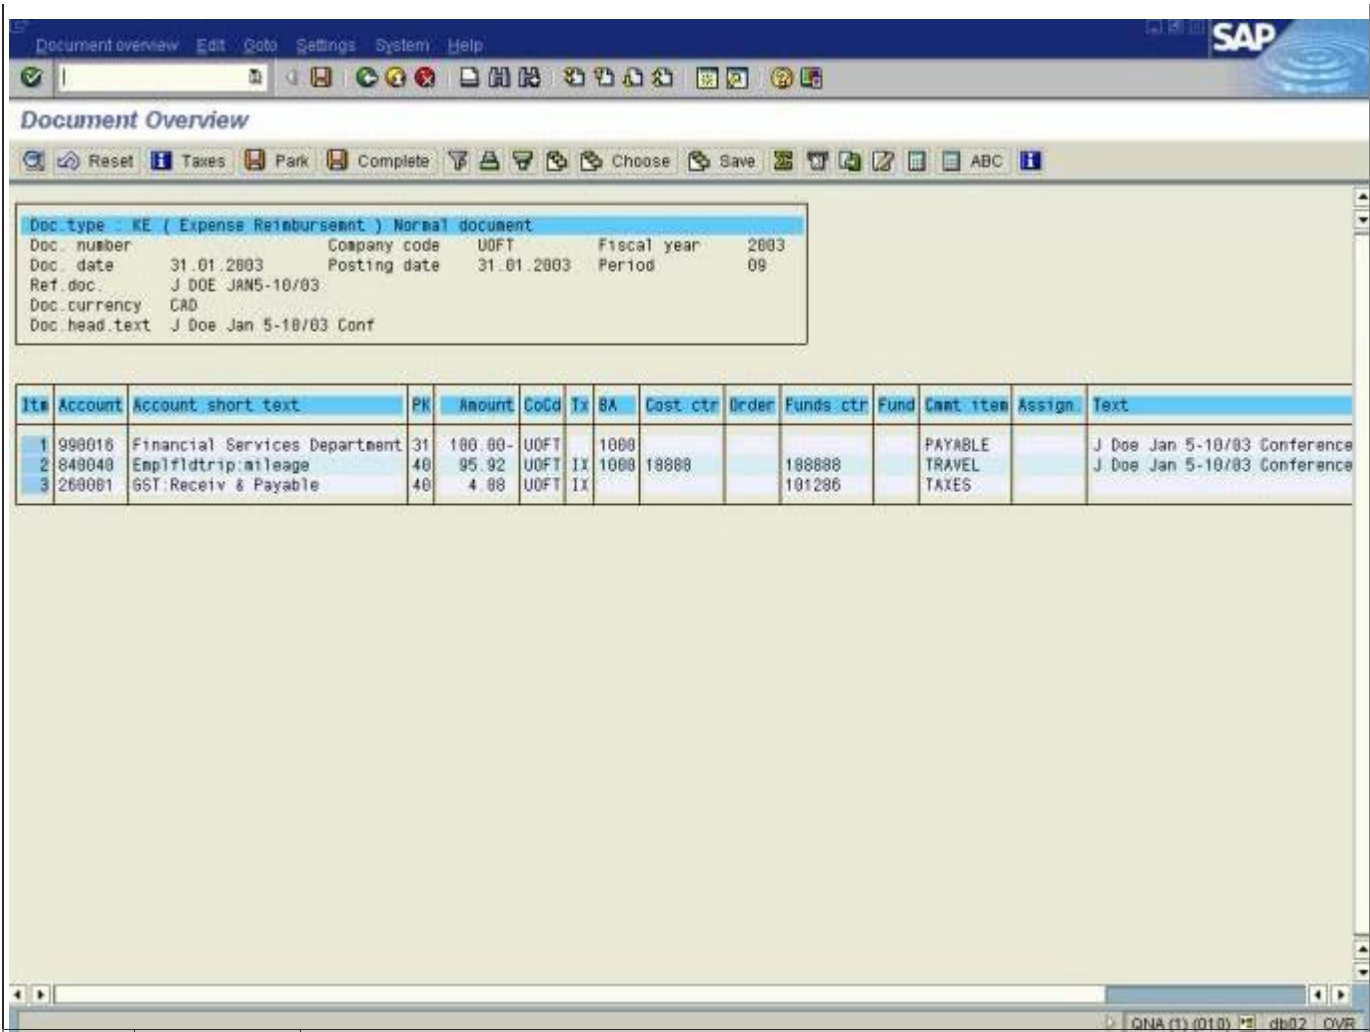 SAP
Document overview Edit Goto Settings System Help
Document Overview
Reset Taxes Park Complete Choose Save ABC
Doc.type : KE ( Expense Reimbursemnt ) Normal document
Doc. number Company code UOFT Fiscal year 2003
Doc. date 31.01.2003 Posting date 31.01.2003 Period 09
Ref.doc. J DOE JAN5-10/03
Doc.currency CAD
Doc.head.text J Doe Jan 5-10/03 Conf
Itm Account Account short text PK Amount CoCd Tx BA Cost ctr Order Funds ctr Fund Cmmt item Assign. Text
1 990016 Financial Services Department 31 100.00- UOFT 1000 PAYABLE J Doe Jan 5-10/03 Conference
2 840040 Emplfldtrip:mileage 40 95.92 UOFT IX 1000 18888 188888 TRAVEL J Doe Jan 5-10/03 Conference
3 260001 GST:Receiv & Payable 40 4.08 UOFT IX 101286 TAXES
QNA (1) (010) db02 OVR